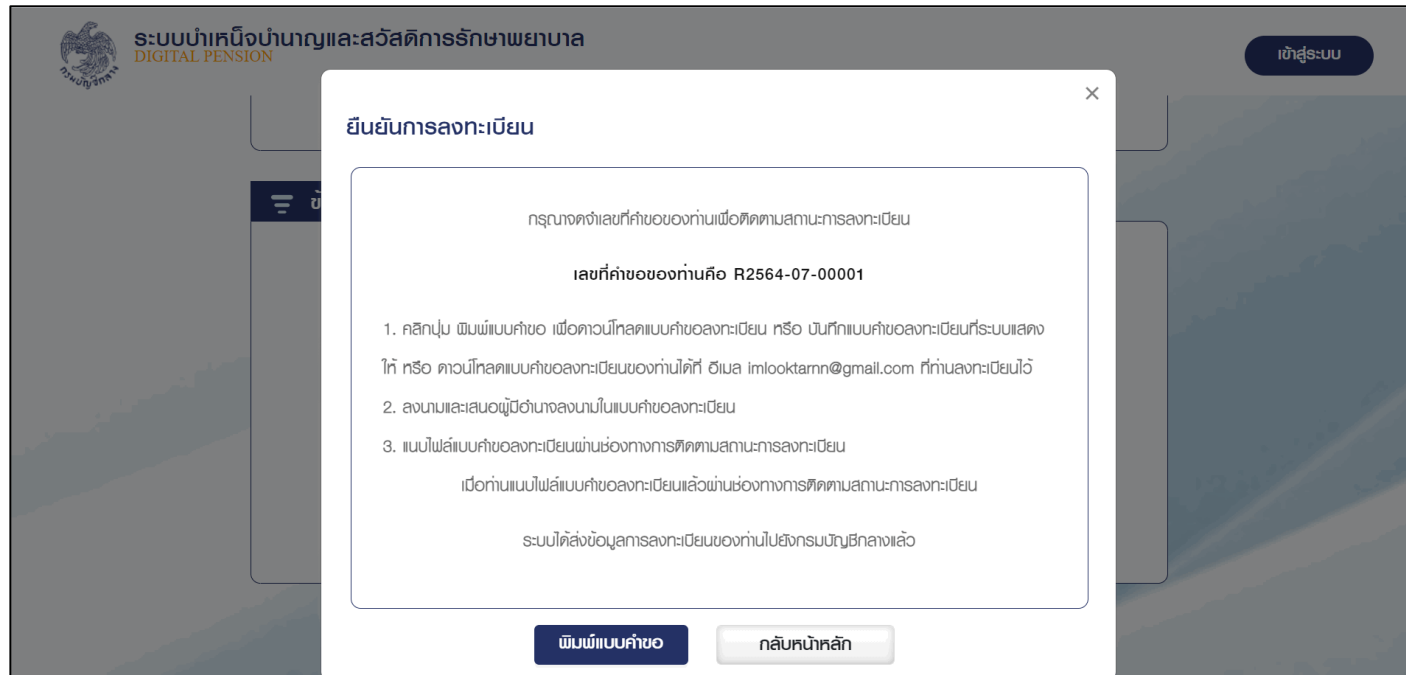 ระบบบำเหน็จบำนาญและสวัสดิการรักษาพยาบาล
DIGITAL PENSION
กรมบัญชีกลาง
เข้าสู่ระบบ
×
ยืนยันการลงทะเบียน
กรุณาจดจำเลขที่คำขอของท่านเพื่อติดตามสถานะการลงทะเบียน
เลขที่คำขอของท่านคือ R2564-07-00001
1. คลิกปุ่ม พิมพ์แบบคำขอ เพื่อดาวน์โหลดแบบคำขอลงทะเบียน หรือ บันทึกแบบคำขอลงทะเบียนที่ระบบแสดง
ให้ หรือ ดาวน์โหลดแบบคำขอลงทะเบียนของท่านได้ที่ อีเมล imlooktarnn@gmail.com ที่ท่านลงทะเบียนไว้
2. ลงนามและเสนอผู้มีอำนาจลงนามในแบบคำขอลงทะเบียน
3. แนบไฟล์แบบคำขอลงทะเบียนผ่านช่องทางการติดตามสถานะการลงทะเบียน
เมื่อท่านแนบไฟล์แบบคำขอลงทะเบียนแล้วผ่านช่องทางการติดตามสถานะการลงทะเบียน
ระบบได้ส่งข้อมูลการลงทะเบียนของท่านไปยังกรมบัญชีกลางแล้ว
พิมพ์แบบคำขอ
กลับหน้าหลัก